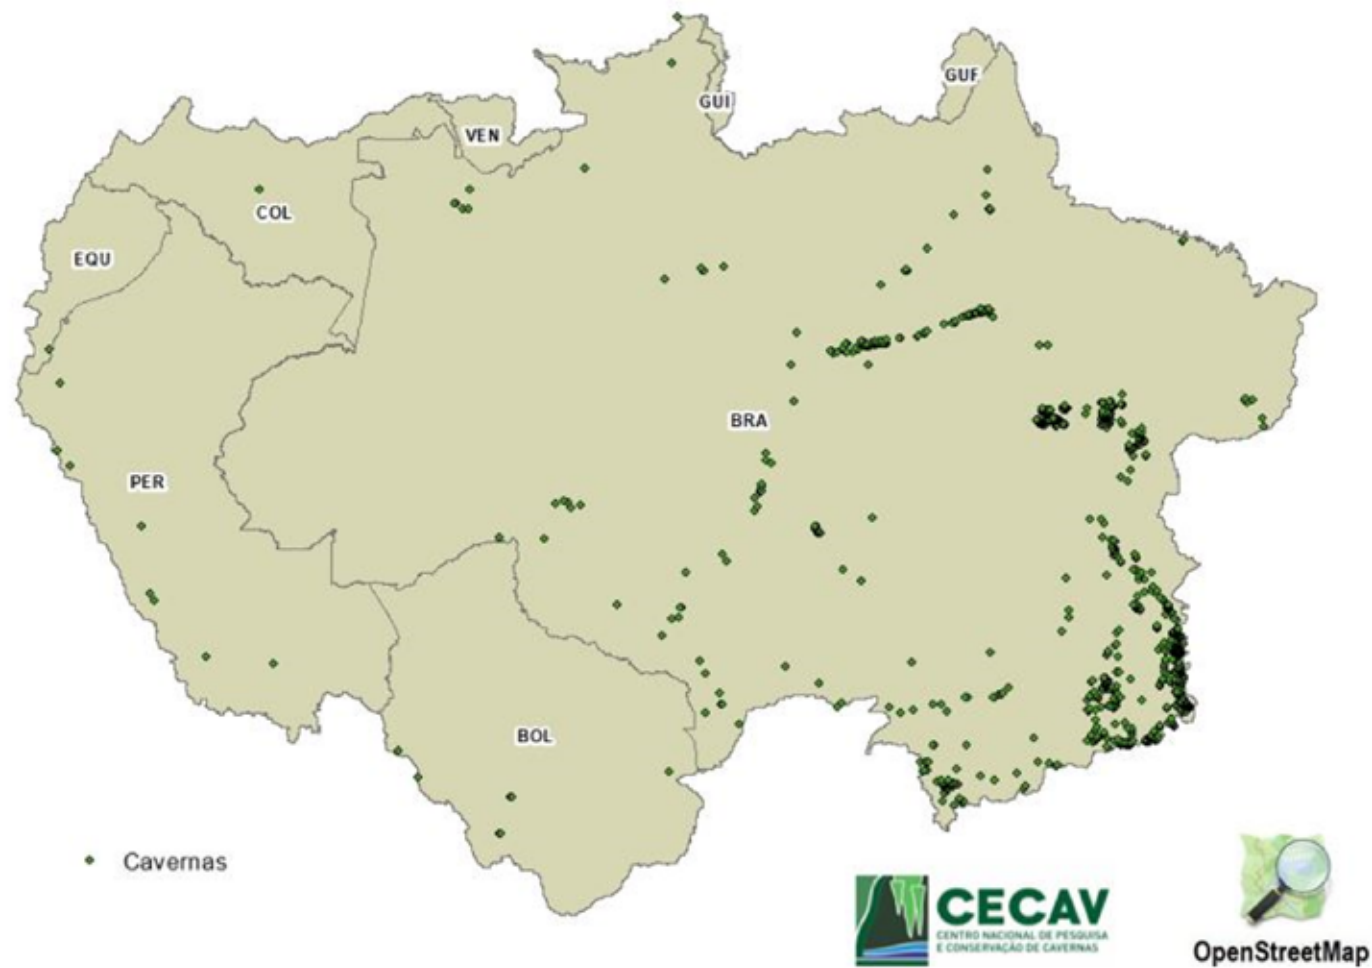 GUF
GUI
VEN
COL
EQU
BRA
PER
BOL
Cavernas
CECAV
CENTRO NACIONAL DE PESQUISA
E CONSERVAÇÃO DE CAVERNAS
OpenStreetMap